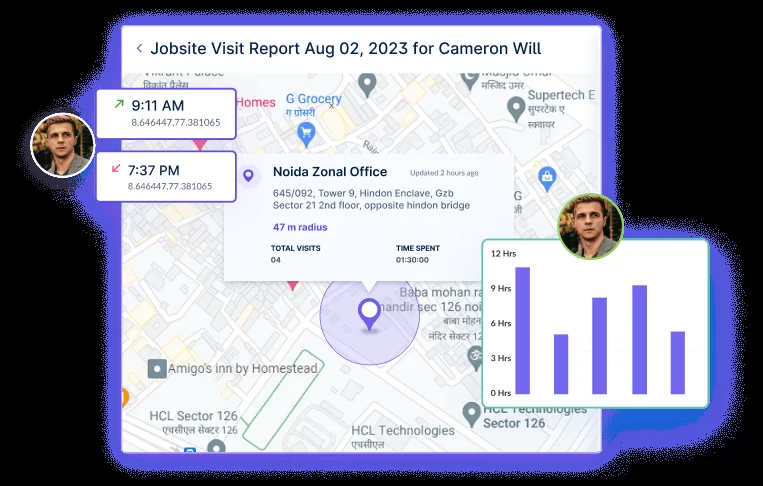 Jobsite Visit Report Aug 02, 2023 for Cameron Will
विकांत पैलेस
मस्जिद उमर
9:11 AM
8.646447,77.381065
Homes
G Grocery
ग ग्रोसरी
Supertech E
सुपरटेक ए
स्क्वायर
7:37 PM
8.646447,77.381065
Noida Zonal Office
Updated 2 hours ago
645/092, Tower 9, Hindon Enclave, Gzb
Sector 21 2nd floor, opposite hindon bridge
47 m radius
TOTAL VISITS
TIME SPENT
04
01:30:00
12 Hrs
9 Hrs
6 Hrs
3 Hrs
0 Hrs
Baba mohan
mandir sec 126 noi
बाबा मोहन
मंदिर सेक्टर 12
Amigo's inn by Homestead
HCL Sector 126
एचसीएल सेक्टर 126
HCL Technologies
एचसीएल
HCL Technologies
Sector 126